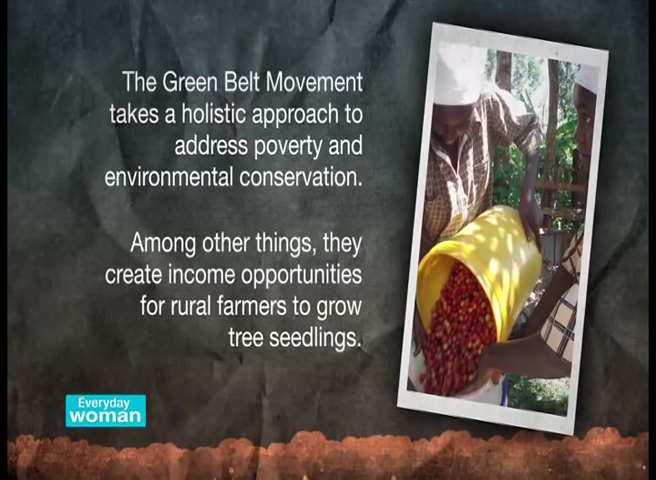 The Green Belt Movement
takes a holistic approach to
address poverty and
environmental conservation.
Among other things, they
create income opportunities
for rural farmers to grow
tree seedlings.
Everyday
woman